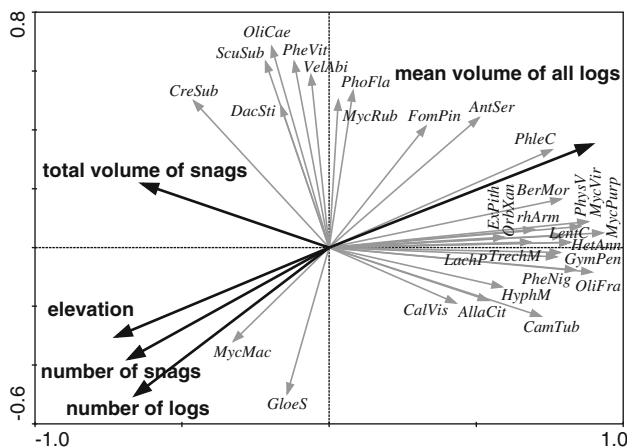 0.8
OliCae
ScuSub
PheVit
VelAbi
mean volume of all logs
CreSub
PhoFla
DacSti
MycRub
FomPin
AntSer
PhleC
total volume of snags
BerMor
ExPith
OrbXan
PhysV
MycVir
MycPurp
rhArm
LentC
HetAnn
LachP
TrechM
GymPen
PheNig
OliFra
HyphM
elevation
CalVis
AllaCit
CamTub
MycMac
number of snags
number of logs
GloeS
-0.6
-1.0
1.0